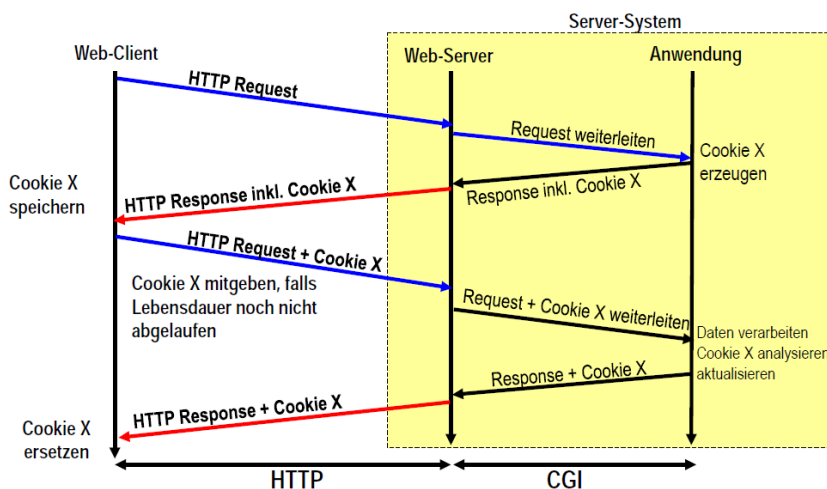 Server-System
Web-Client
Web-Server
Anwendung
HTTP Request
Request weiterleiten
Cookie X
erzeugen
Response inkl. Cookie X
HTTP Response inkl. Cookie X
Cookie X
speichern
HTTP Request + Cookie X
Cookie X mitgeben, falls
Lebensdauer noch nicht
abgelaufen
Request + Cookie X weiterleiten
Daten verarbeiten
Cookie X analysieren
aktualisieren
Response + Cookie X
HTTP Response + Cookie X
Cookie X
ersetzen
HTTP
CGI